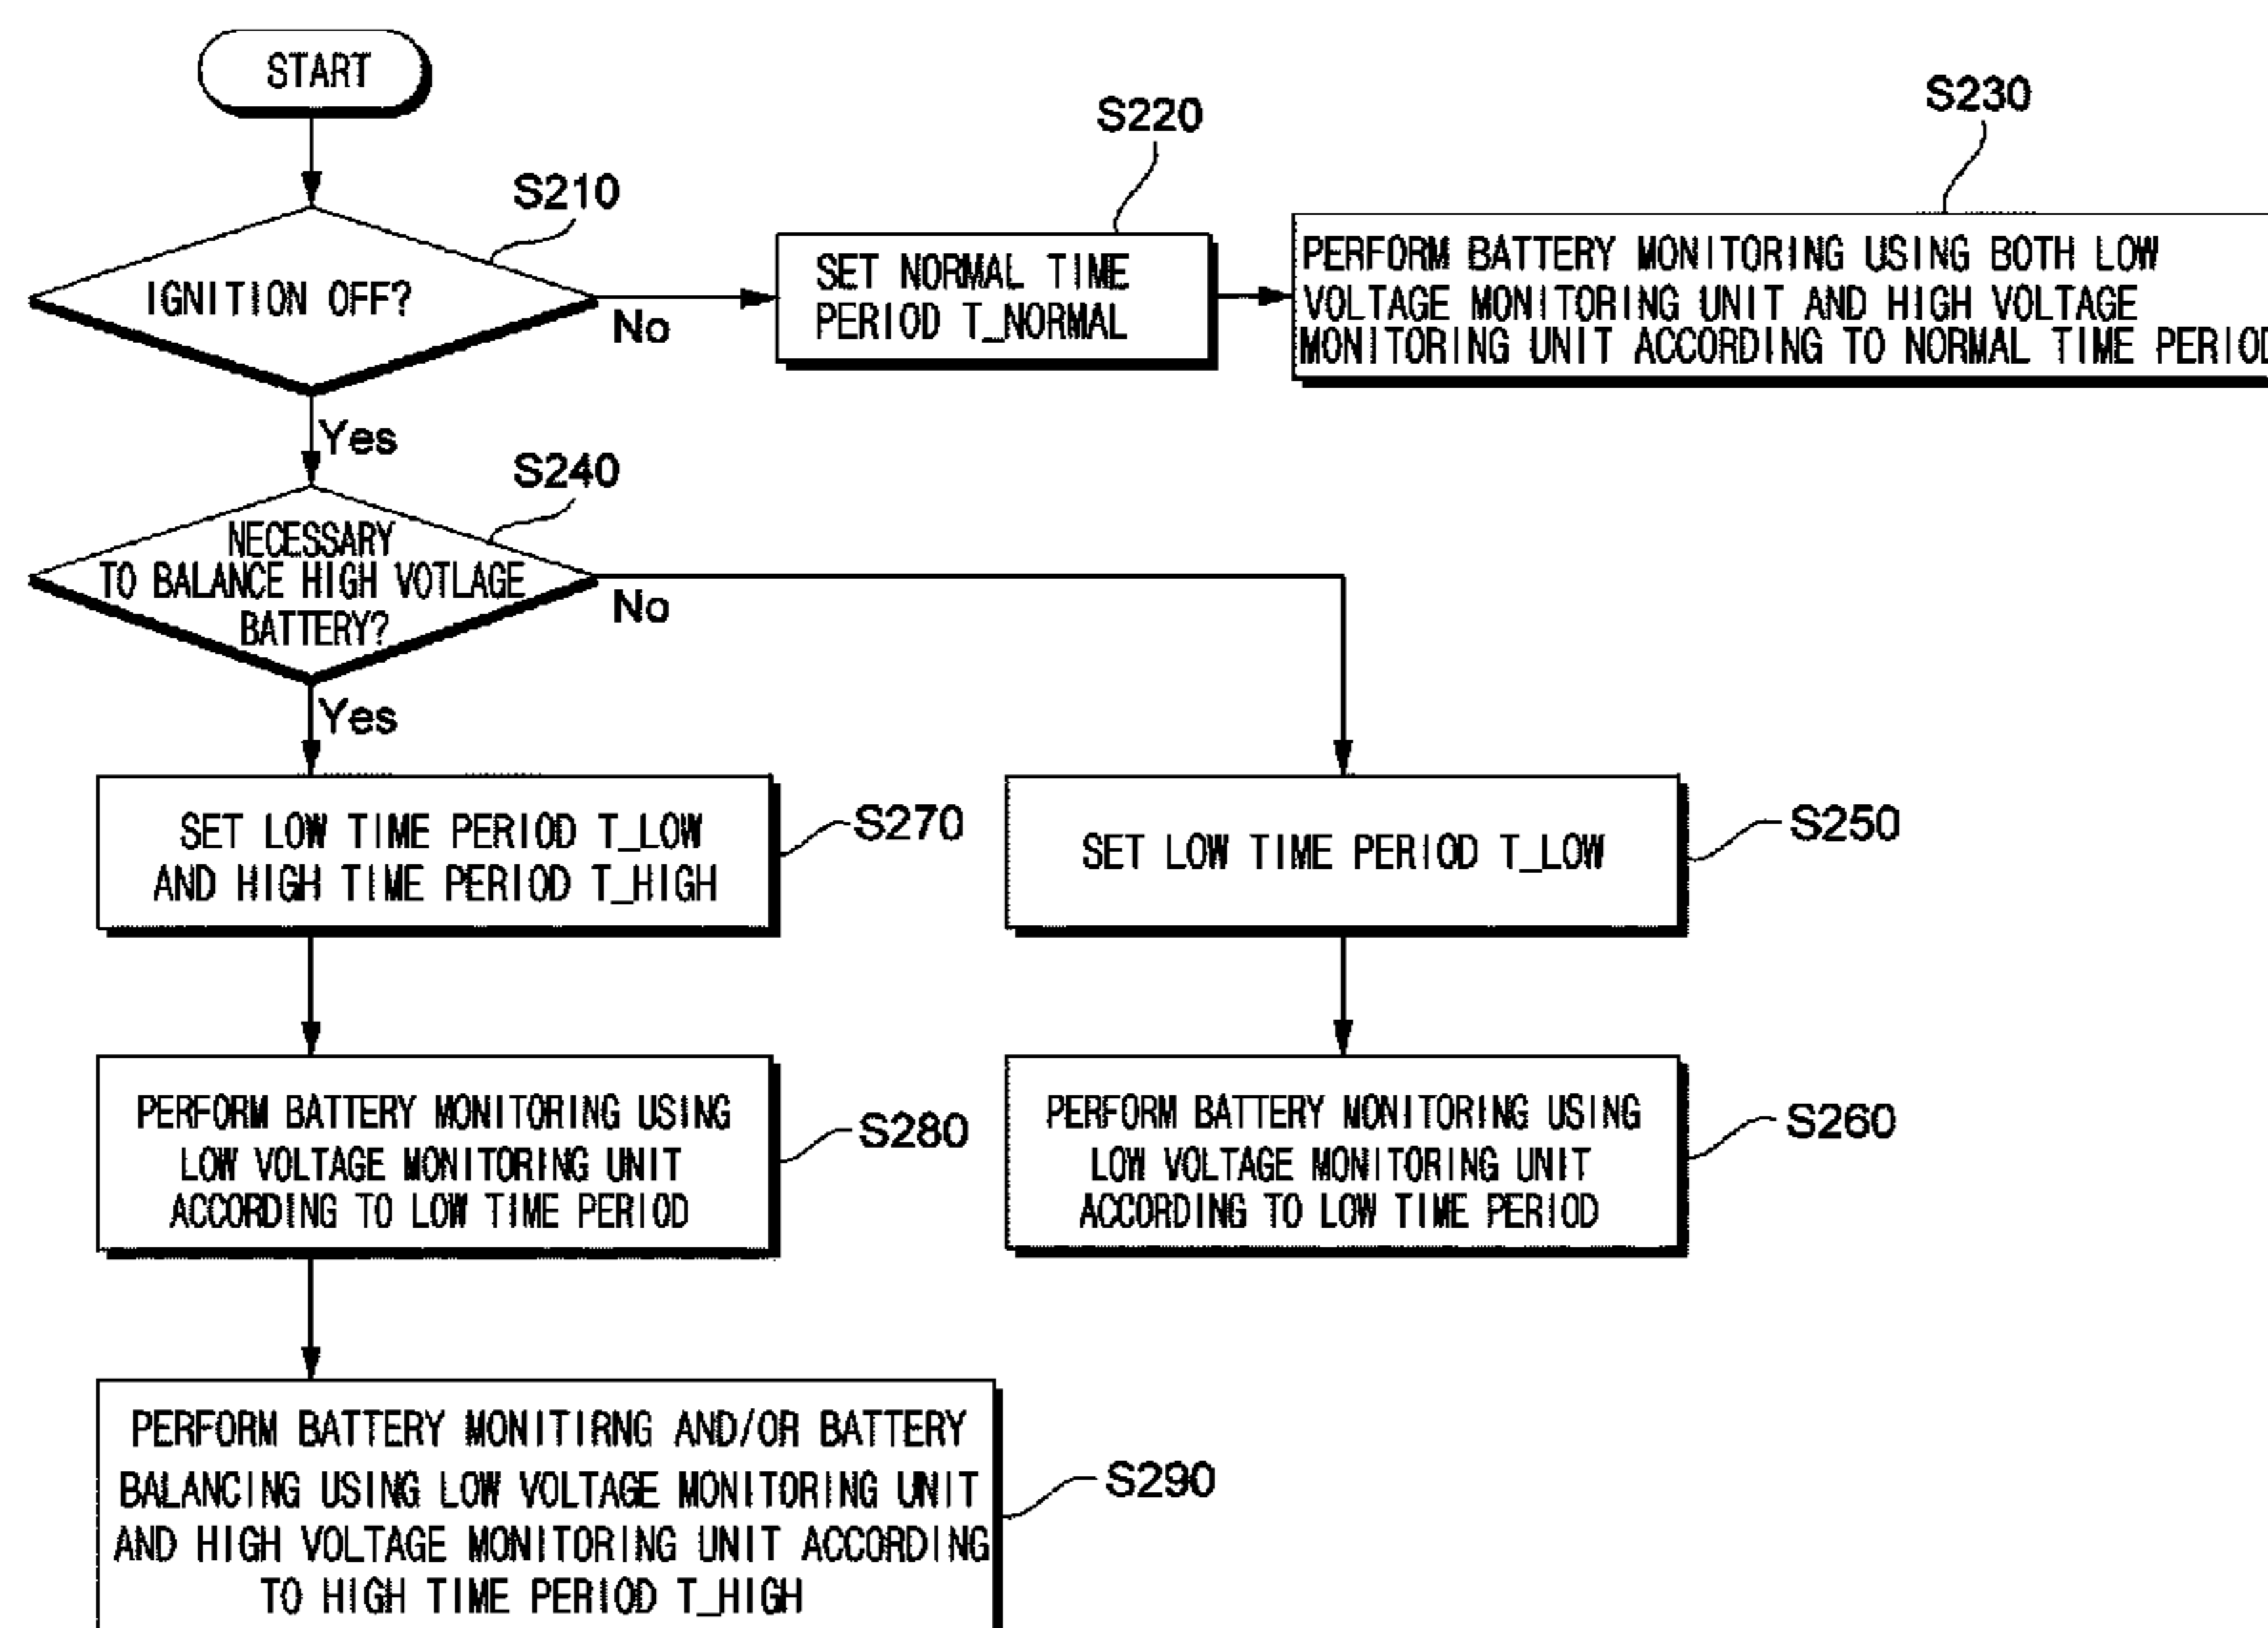 START
S210
IGNITION OFF?
No
Yes
S220
SET NORMAL TIME
PERIOD T_NORMAL
S230
PERFORM BATTERY MONITORING USING BOTH LOW
VOLTAGE MONITORING UNIT AND HIGH VOLTAGE
MONITORING UNIT ACCORDING TO NORMAL TIME PERIOD
S240
NECESSARY
TO BALANCE HIGH VOTLAGE
BATTERY?
No
Yes
SET LOW TIME PERIOD T_LOW
AND HIGH TIME PERIOD T_HIGH
S270
SET LOW TIME PERIOD T_LOW
S250
PERFORM BATTERY MONITORING USING
LOW VOLTAGE MONITORING UNIT
ACCORDING TO LOW TIME PERIOD
S280
PERFORM BATTERY MONITORING USING
LOW VOLTAGE MONITORING UNIT
ACCORDING TO LOW TIME PERIOD
S260
PERFORM BATTERY MONITIRNG AND/OR BATTERY
BALANCING USING LOW VOLTAGE MONITORING UNIT
AND HIGH VOLTAGE MONITORING UNIT ACCORDING
TO HIGH TIME PERIOD T_HIGH
S290